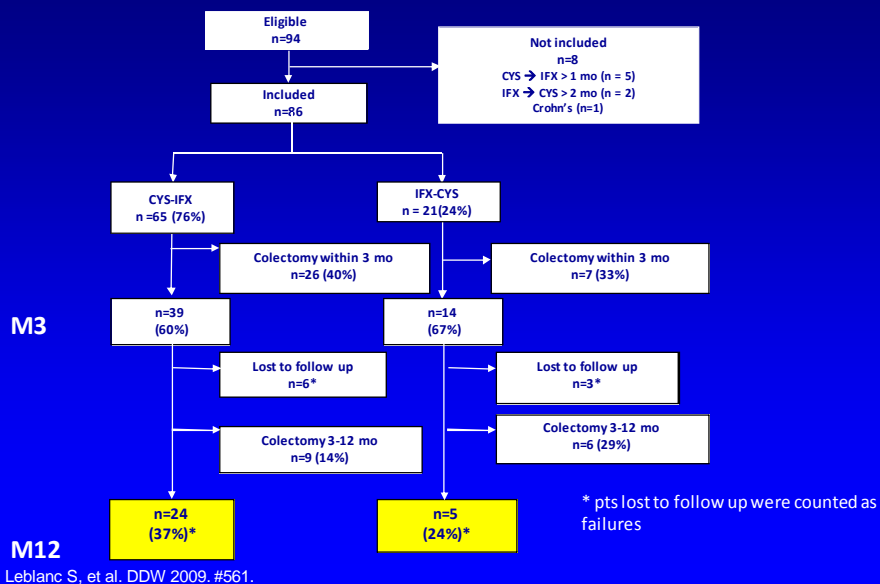 Eligible
n=94
Not included
n=8
CYS → IFX > 1 mo (n = 5)
IFX → CYS > 2 mo (n = 2)
Crohn's (n=1)
Included
n=86
CYS-IFX
n =65 (76%)
IFX-CYS
n = 21(24%)
Colectomy within 3 mo
n=26 (40%)
Colectomy within 3 mo
n=7 (33%)
M3
n=39
(60%)
n=14
(67%)
Lost to follow up
n=6*
Lost to follow up
n=3*
Colectomy 3-12 mo
n=9 (14%)
Colectomy 3-12 mo
n=6 (29%)
M12
n=24
(37%)*
n=5
(24%)*
* pts lost to follow up were counted as
failures
Leblanc S, et al. DDW 2009. #561.